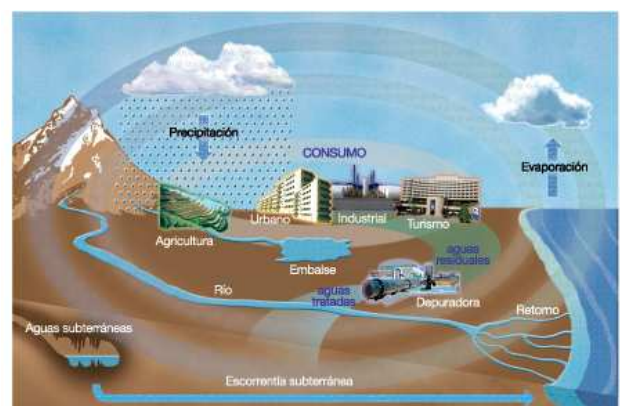 Precipitación
CONSUMO
Evaporación
Urbano
Industrial
Turismo
Agricultura
aguas
residuales
Embalse
Río
aguas
tratadas
Depuradora
Retorno
Aguas subterráneas
Escorrentía subterránea